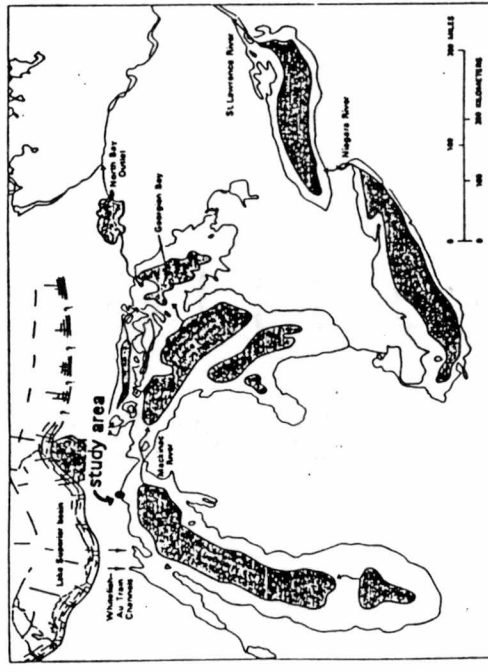 Lake Superior basin
study area
Whitefish-
Au Train
Channels
Mackinac
River
North Bay
Outlet
Georgian Bay
St Lawrence River
Niagara River
0 100 200 MILES
0 100 200 KILOMETERS